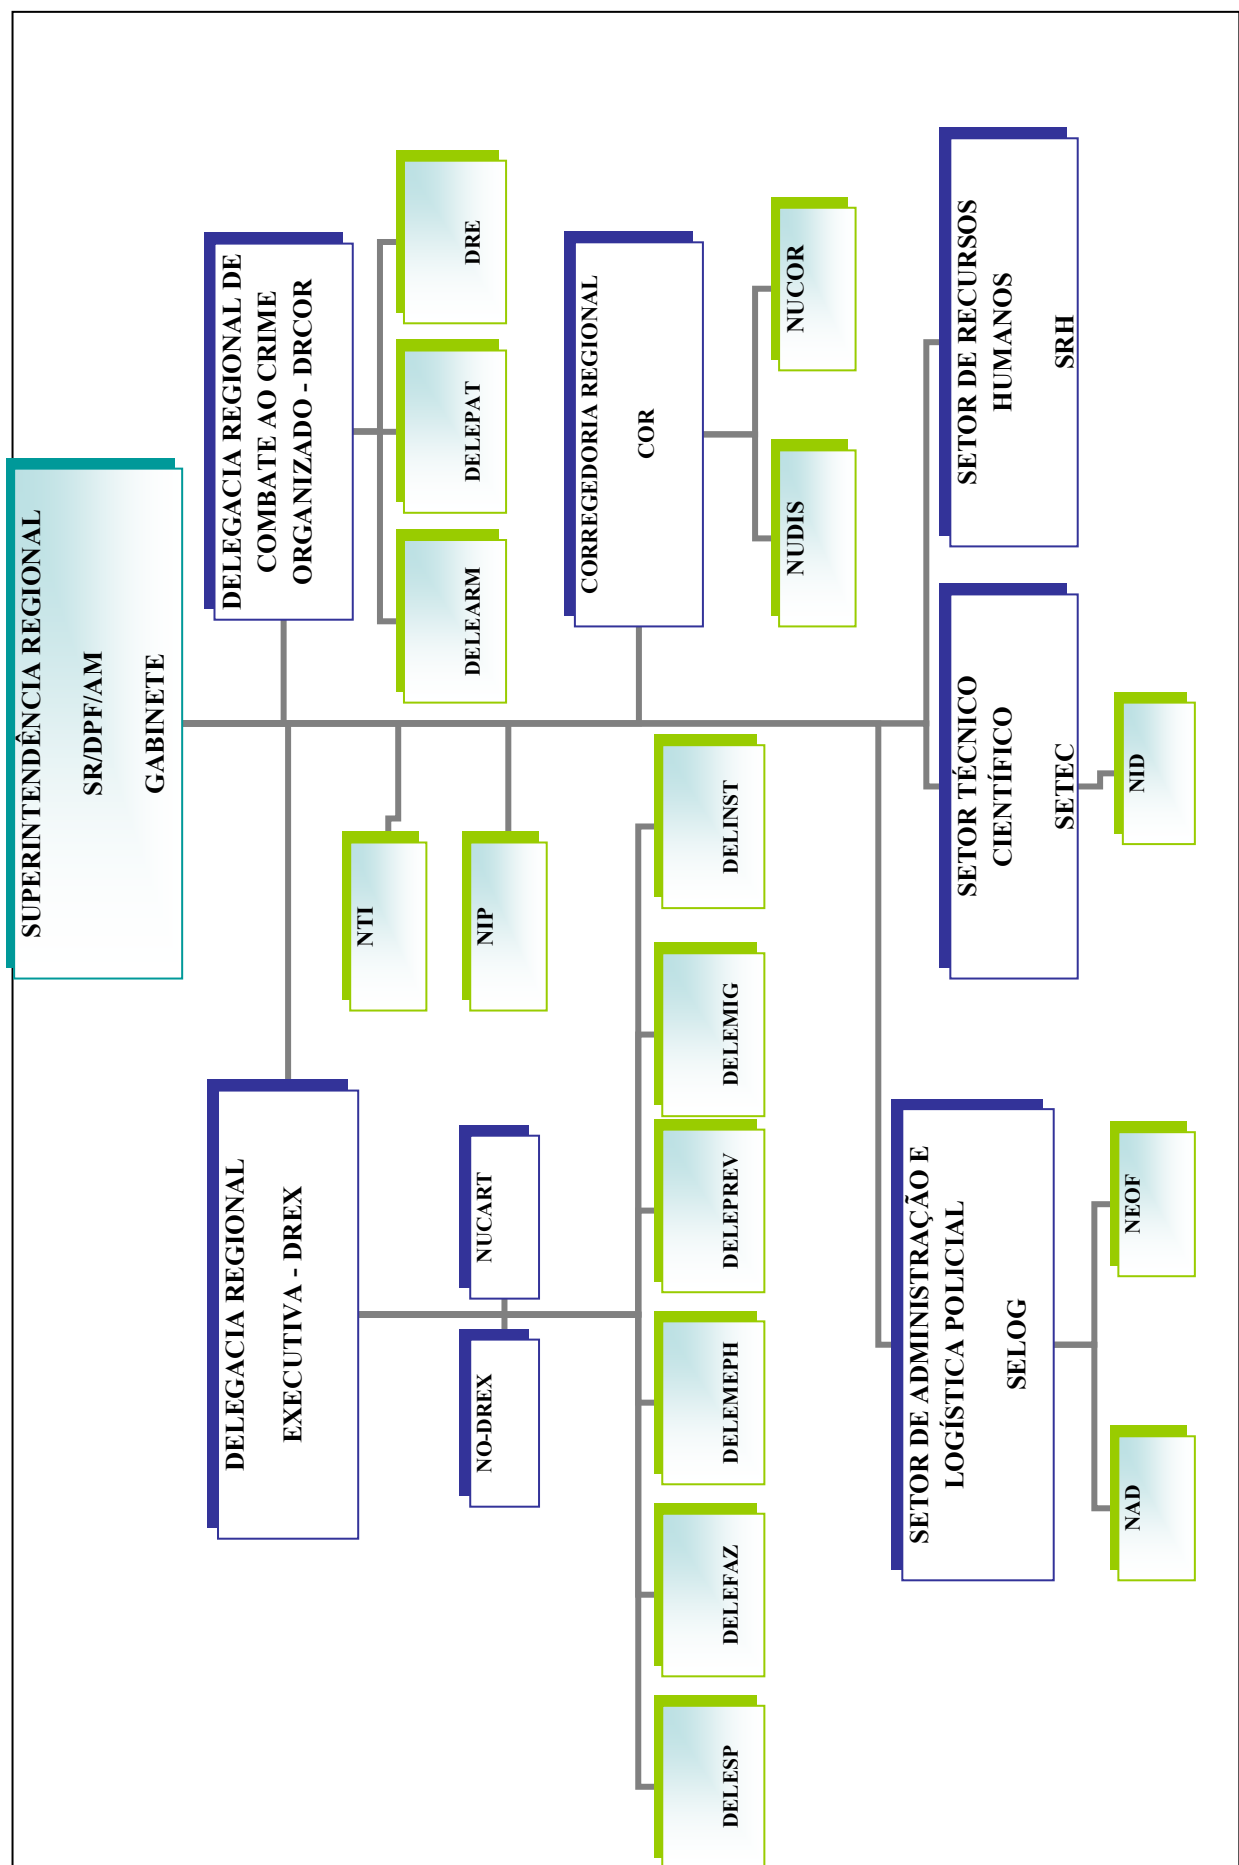 SUPERINTENDÊNCIA REGIONAL
SR/DPF/AM
GABINETE
DELEGACIA REGIONAL
EXECUTIVA - DREX
DELEGACIA REGIONAL DE
COMBATE AO CRIME
ORGANIZADO - DRCOR
NTI
NIP
NO-DREX
NUCART
DELEARM
DELEPAT
DRE
DELESP
DELEFAZ
DELEMEPH
DELEPREV
DELEMIG
DELINST
CORREGEDORIA REGIONAL
COR
NUDIS
NUCOR
SETOR DE ADMINISTRAÇÃO E
LOGÍSTICA POLICIAL
SELOG
NAD
NEOF
SETOR TÉCNICO
CIENTÍFICO
SETEC
NID
SETOR DE RECURSOS
HUMANOS
SRH